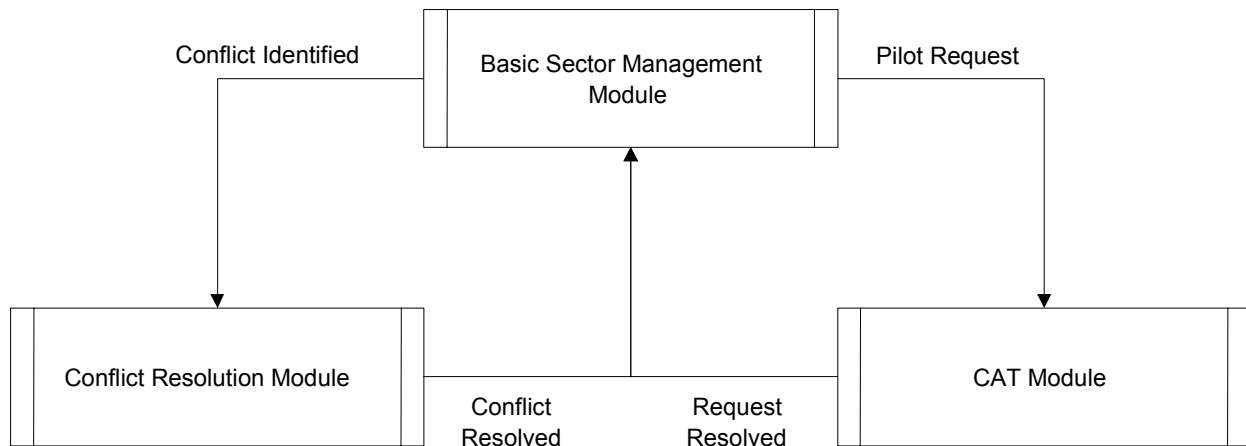 Conflict Identified
Basic Sector Management
Module
Pilot Request
Conflict Resolution Module
CAT Module
Conflict
Resolved
Request
Resolved